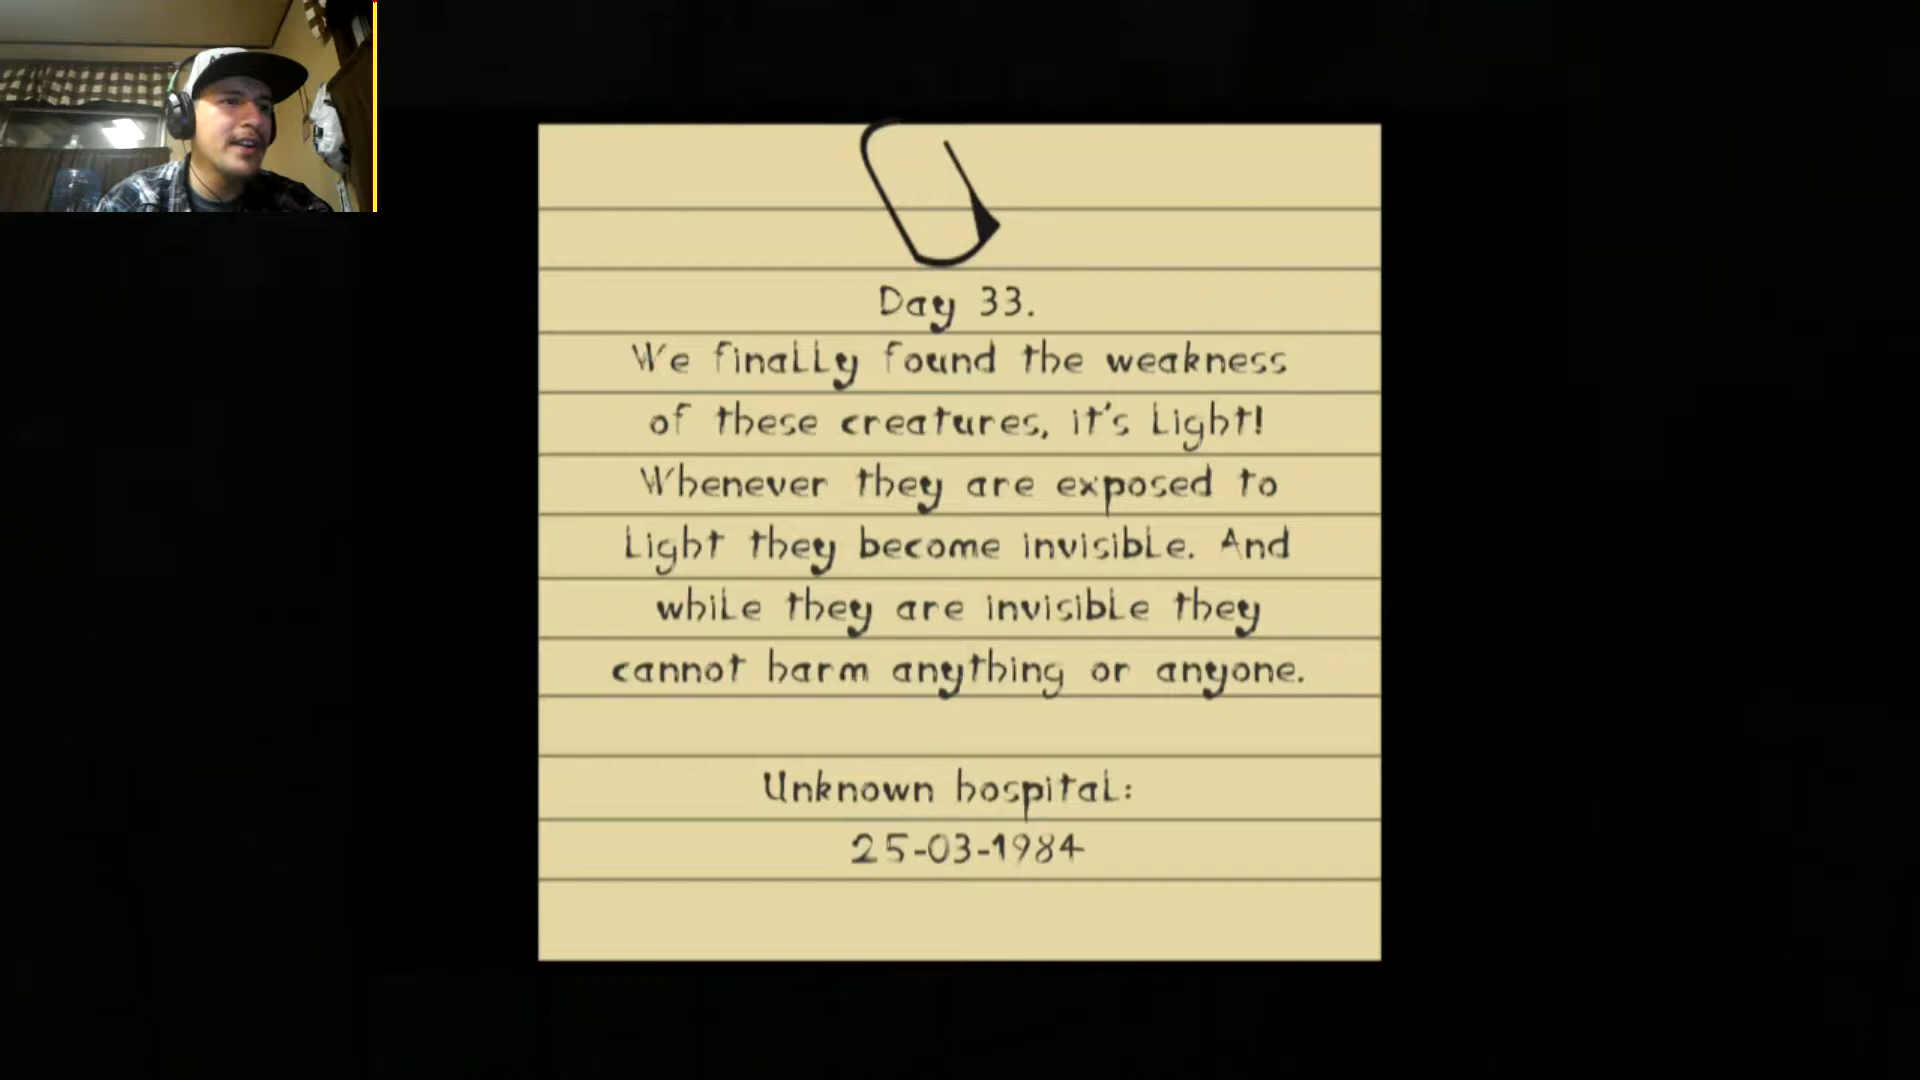 Day 33.
We finally found the weakness
of these creatures, it's light!
Whenever they are exposed to
light they become invisible. And
while they are invisible they
cannot harm anything or anyone.
Unknown hospital:
25-03-1984